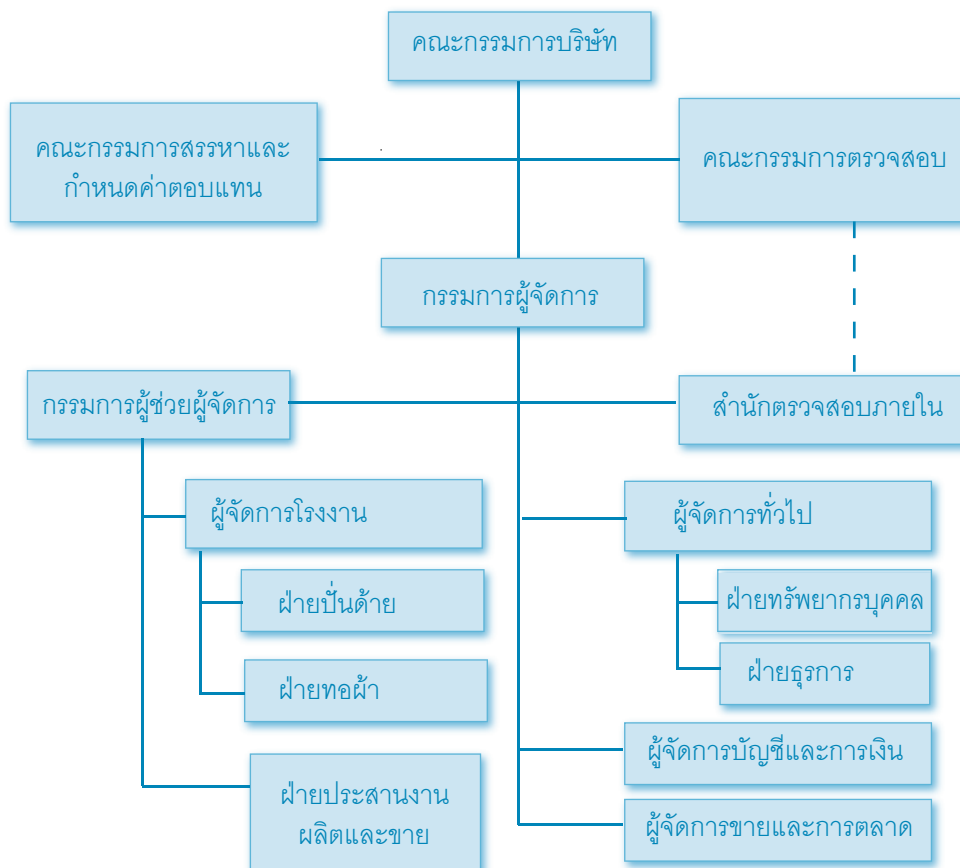 คณะกรรมการบริษัท
คณะกรรมการสรรหาและ
กำหนดค่าตอบแทน
คณะกรรมการตรวจสอบ
กรรมการผู้จัดการ
กรรมการผู้ช่วยผู้จัดการ
สำนักตรวจสอบภายใน
ผู้จัดการโรงงาน
ผู้จัดการทั่วไป
ฝ่ายปั่นด้าย
ฝ่ายทรัพยากรบุคคล
ฝ่ายทอผ้า
ฝ่ายธุรการ
ผู้จัดการบัญชีและการเงิน
ฝ่ายประสานงาน
ผลิตและขาย
ผู้จัดการขายและการตลาด